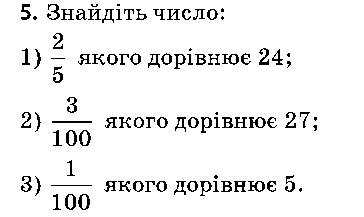 5. Знайдіть число:
1) 2/5 якого дорівнює 24;
2) 3/100 якого дорівнює 27;
3) 1/100 якого дорівнює 5.